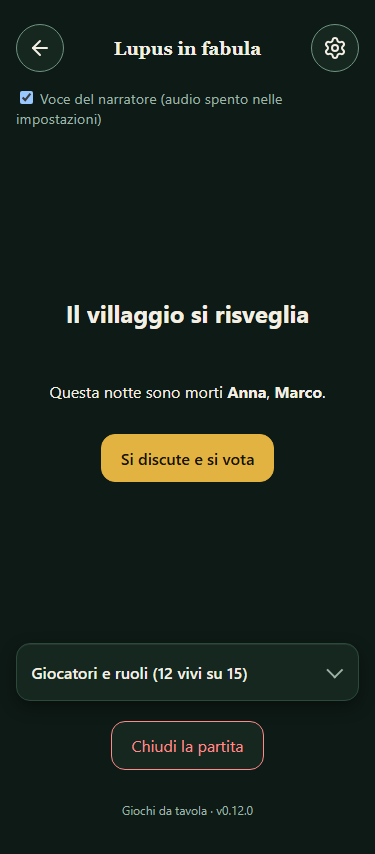 Lupus in fabula
Voce del narratore (audio spento nelle
impostazioni)
Il villaggio si risveglia
Questa notte sono morti Anna, Marco.
Si discute e si vota
Giocatori e ruoli (12 vivi su 15)
Chiudi la partita
Giochi da tavola · v0.12.0